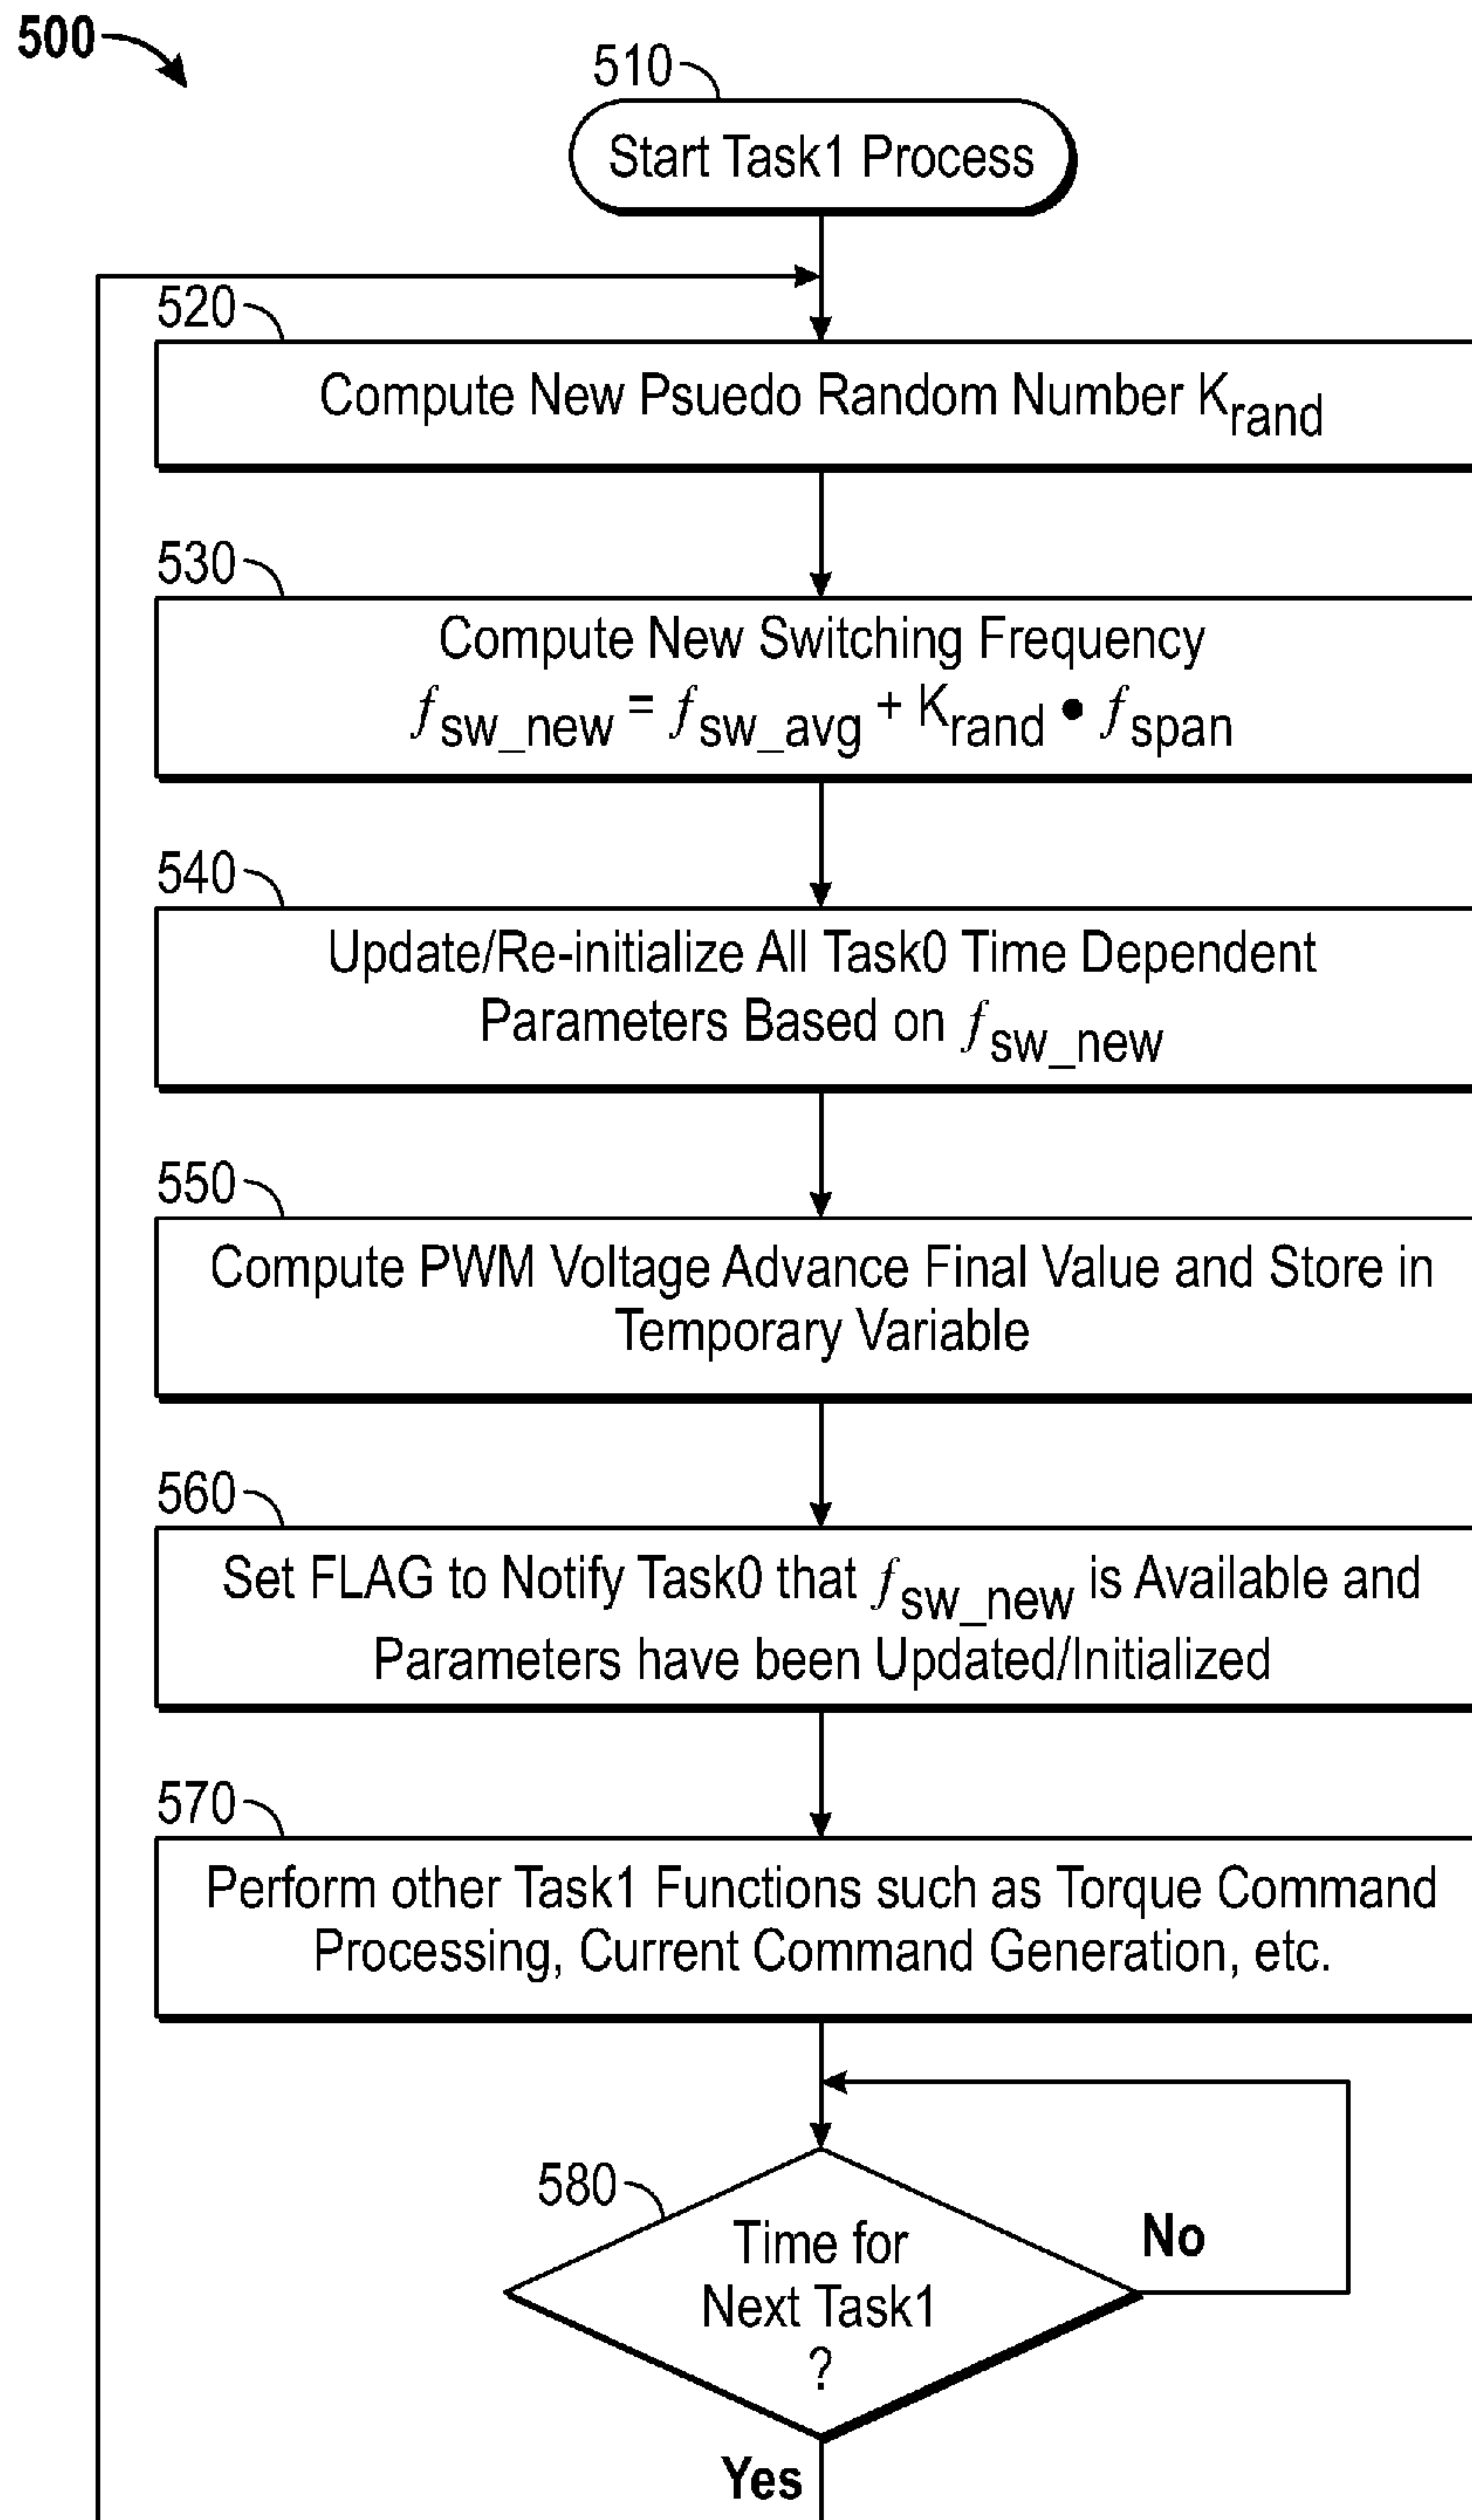 500
510
Start Task1 Process
520
Compute New Psuedo Random Number Krand
530
Compute New Switching Frequency
fsw_new = fsw_avg + Krand • fspan
540
Update/Re-initialize All Task0 Time Dependent
Parameters Based on fsw_new
550
Compute PWM Voltage Advance Final Value and Store in
Temporary Variable
560
Set FLAG to Notify Task0 that fsw_new is Available and
Parameters have been Updated/Initialized
570
Perform other Task1 Functions such as Torque Command
Processing, Current Command Generation, etc.
580
Time for
Next Task1
?
No
Yes